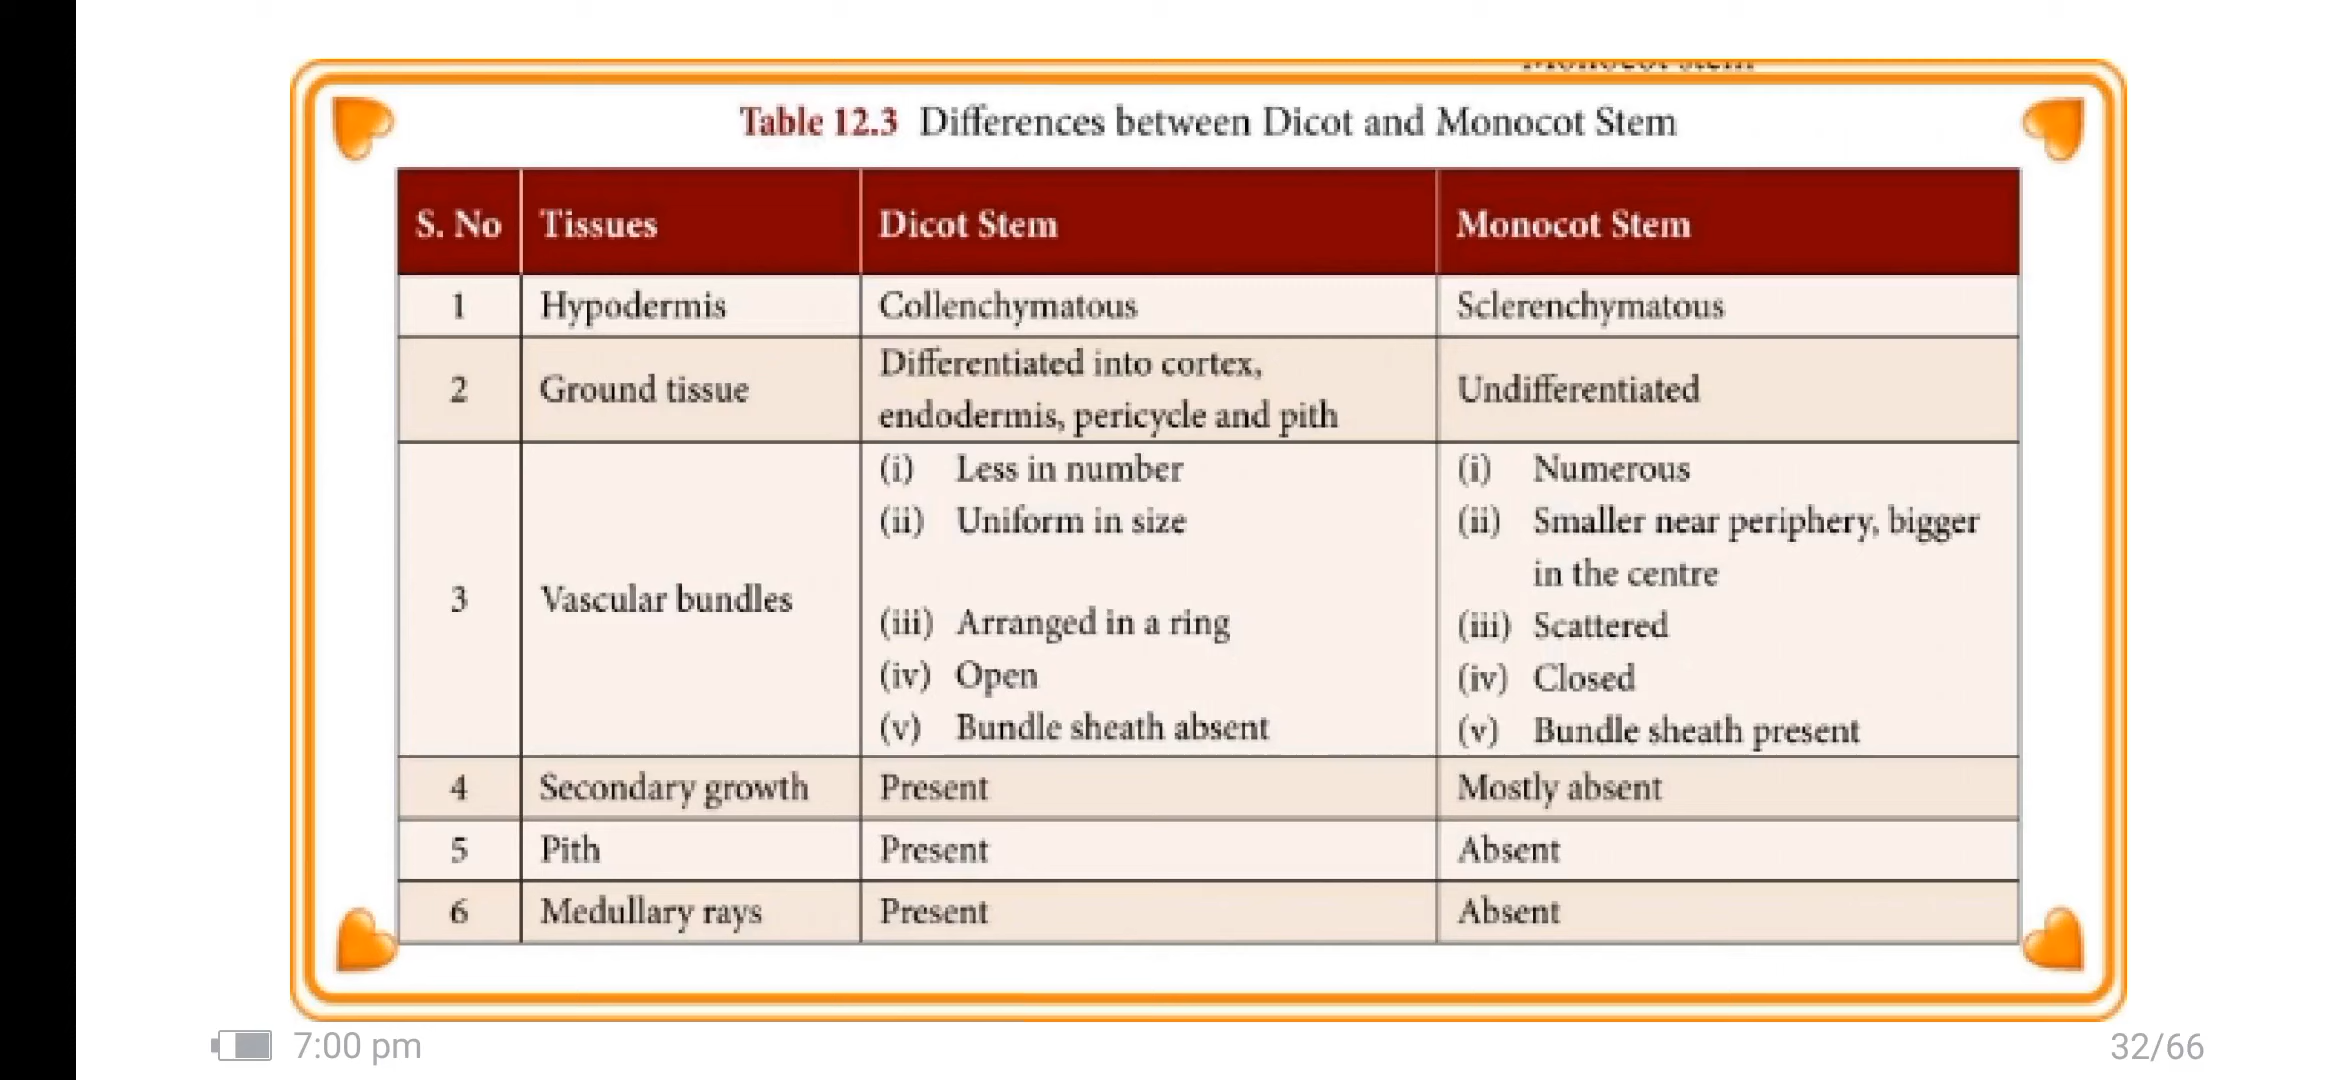 Monocot stem
Table 12.3 Differences between Dicot and Monocot Stem
S. No Tissues Dicot Stem Monocot Stem
1 Hypodermis Collenchymatous Sclerenchymatous
2 Ground tissue Differentiated into cortex, endodermis, pericycle and pith Undifferentiated
3 Vascular bundles
(i) Less in number
(ii) Uniform in size
(iii) Arranged in a ring
(iv) Open
(v) Bundle sheath absent
(i) Numerous
(ii) Smaller near periphery, bigger
in the centre
(iii) Scattered
(iv) Closed
(v) Bundle sheath present
4 Secondary growth Present Mostly absent
5 Pith Present Absent
6 Medullary rays Present Absent
7:00 pm 32/66